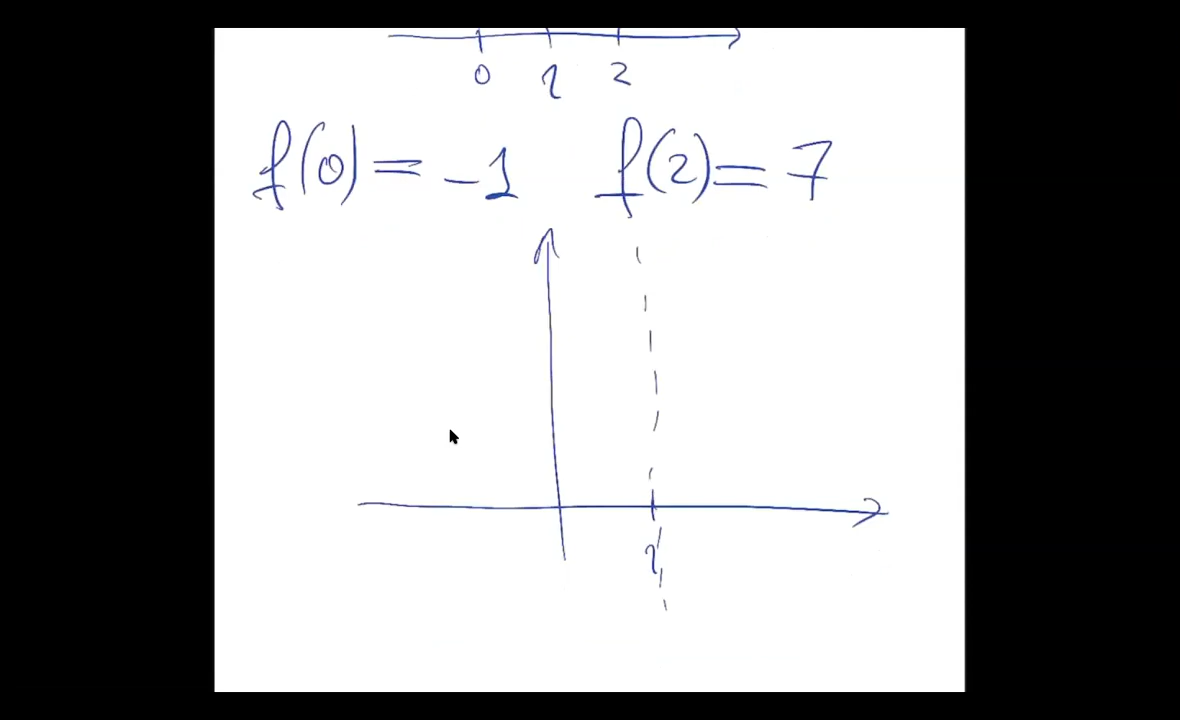 0 1 2
f(0) = -1 f(2) = 7
1